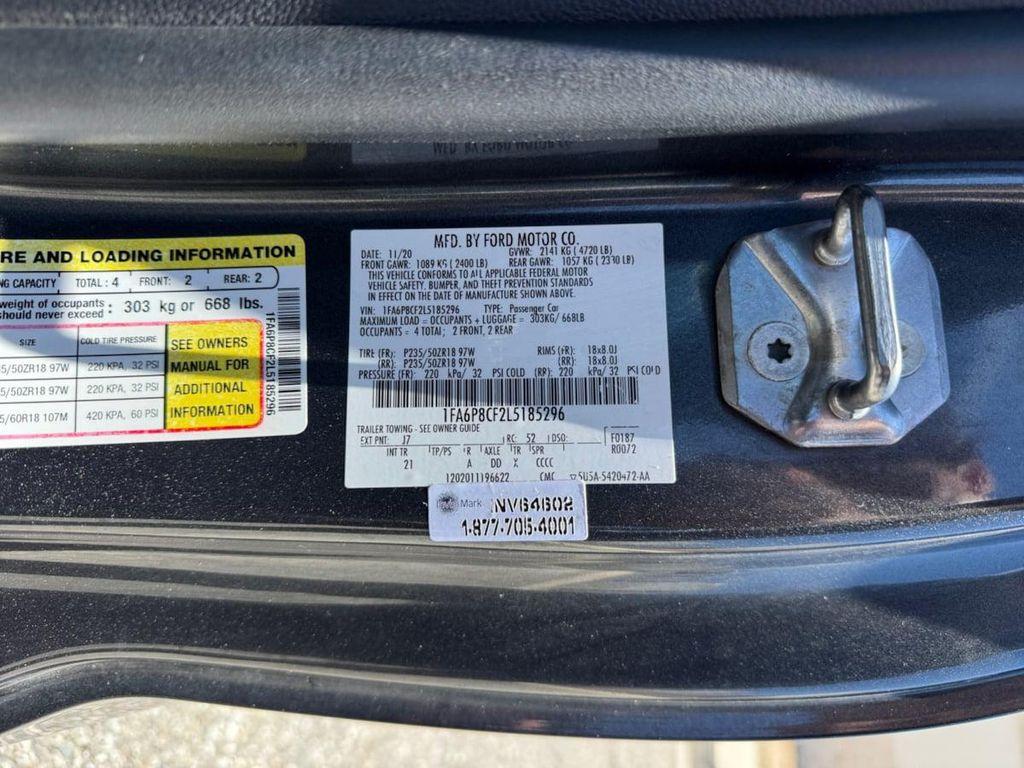 RE AND LOADING INFORMATION
NG CAPACITY TOTAL : 4 FRONT: 2 REAR: 2
weight of occupants
should never exceed : 303 kg or 668 lbs.
SIZE COLD TIRE PRESSURE
5/50ZR18 97W 220 KPA, 32 PSI
5/50ZR18 97W 220 KPA, 32 PSI
5/60R18 107M 420 KPA, 60 PSI
SEE OWNERS
MANUAL FOR
ADDITIONAL
INFORMATION
1FA6P8CF2L5185296
MFD. BY FORD MOTOR CO.
DATE: 11/20 GVWR: 2141 KG ( 4720 LB)
FRONT GAWR: 1089 KG ( 2400 LB) REAR GAWR: 1057 KG ( 2330 LB)
THIS VEHICLE CONFORMS TO ALL APPLICABLE FEDERAL MOTOR
VEHICLE SAFETY, BUMPER, AND THEFT PREVENTION STANDARDS
IN EFFECT ON THE DATE OF MANUFACTURE SHOWN ABOVE.
VIN: 1FA6P8CF2L5185296 TYPE: Passenger Car
MAXIMUM LOAD = OCCUPANTS + LUGGAGE = 303KG/ 668LB
OCCUPANTS = 4 TOTAL; 2 FRONT, 2 REAR
TIRE (FR): P235/50ZR18 97W RIMS (FR): 18x8.0J
(RR): P235/50ZR18 97W (RR): 18x8.0J
PRESSURE (FR): 220 kPa/ 32 PSI COLD (RR): 220 kPa/ 32 PSI COLD
1FA6P8CF2L5185296
TRAILER TOWING - SEE OWNER GUIDE
EXT PNT: J7 RC: 52 DSO: F0187
R0072
INT TR TP/PS R AXLE TR SPR
21 A DD X CCCC
1202011196622 CMC 5U5A-5420472-AA
Mark NV64602
1-877-705-4001